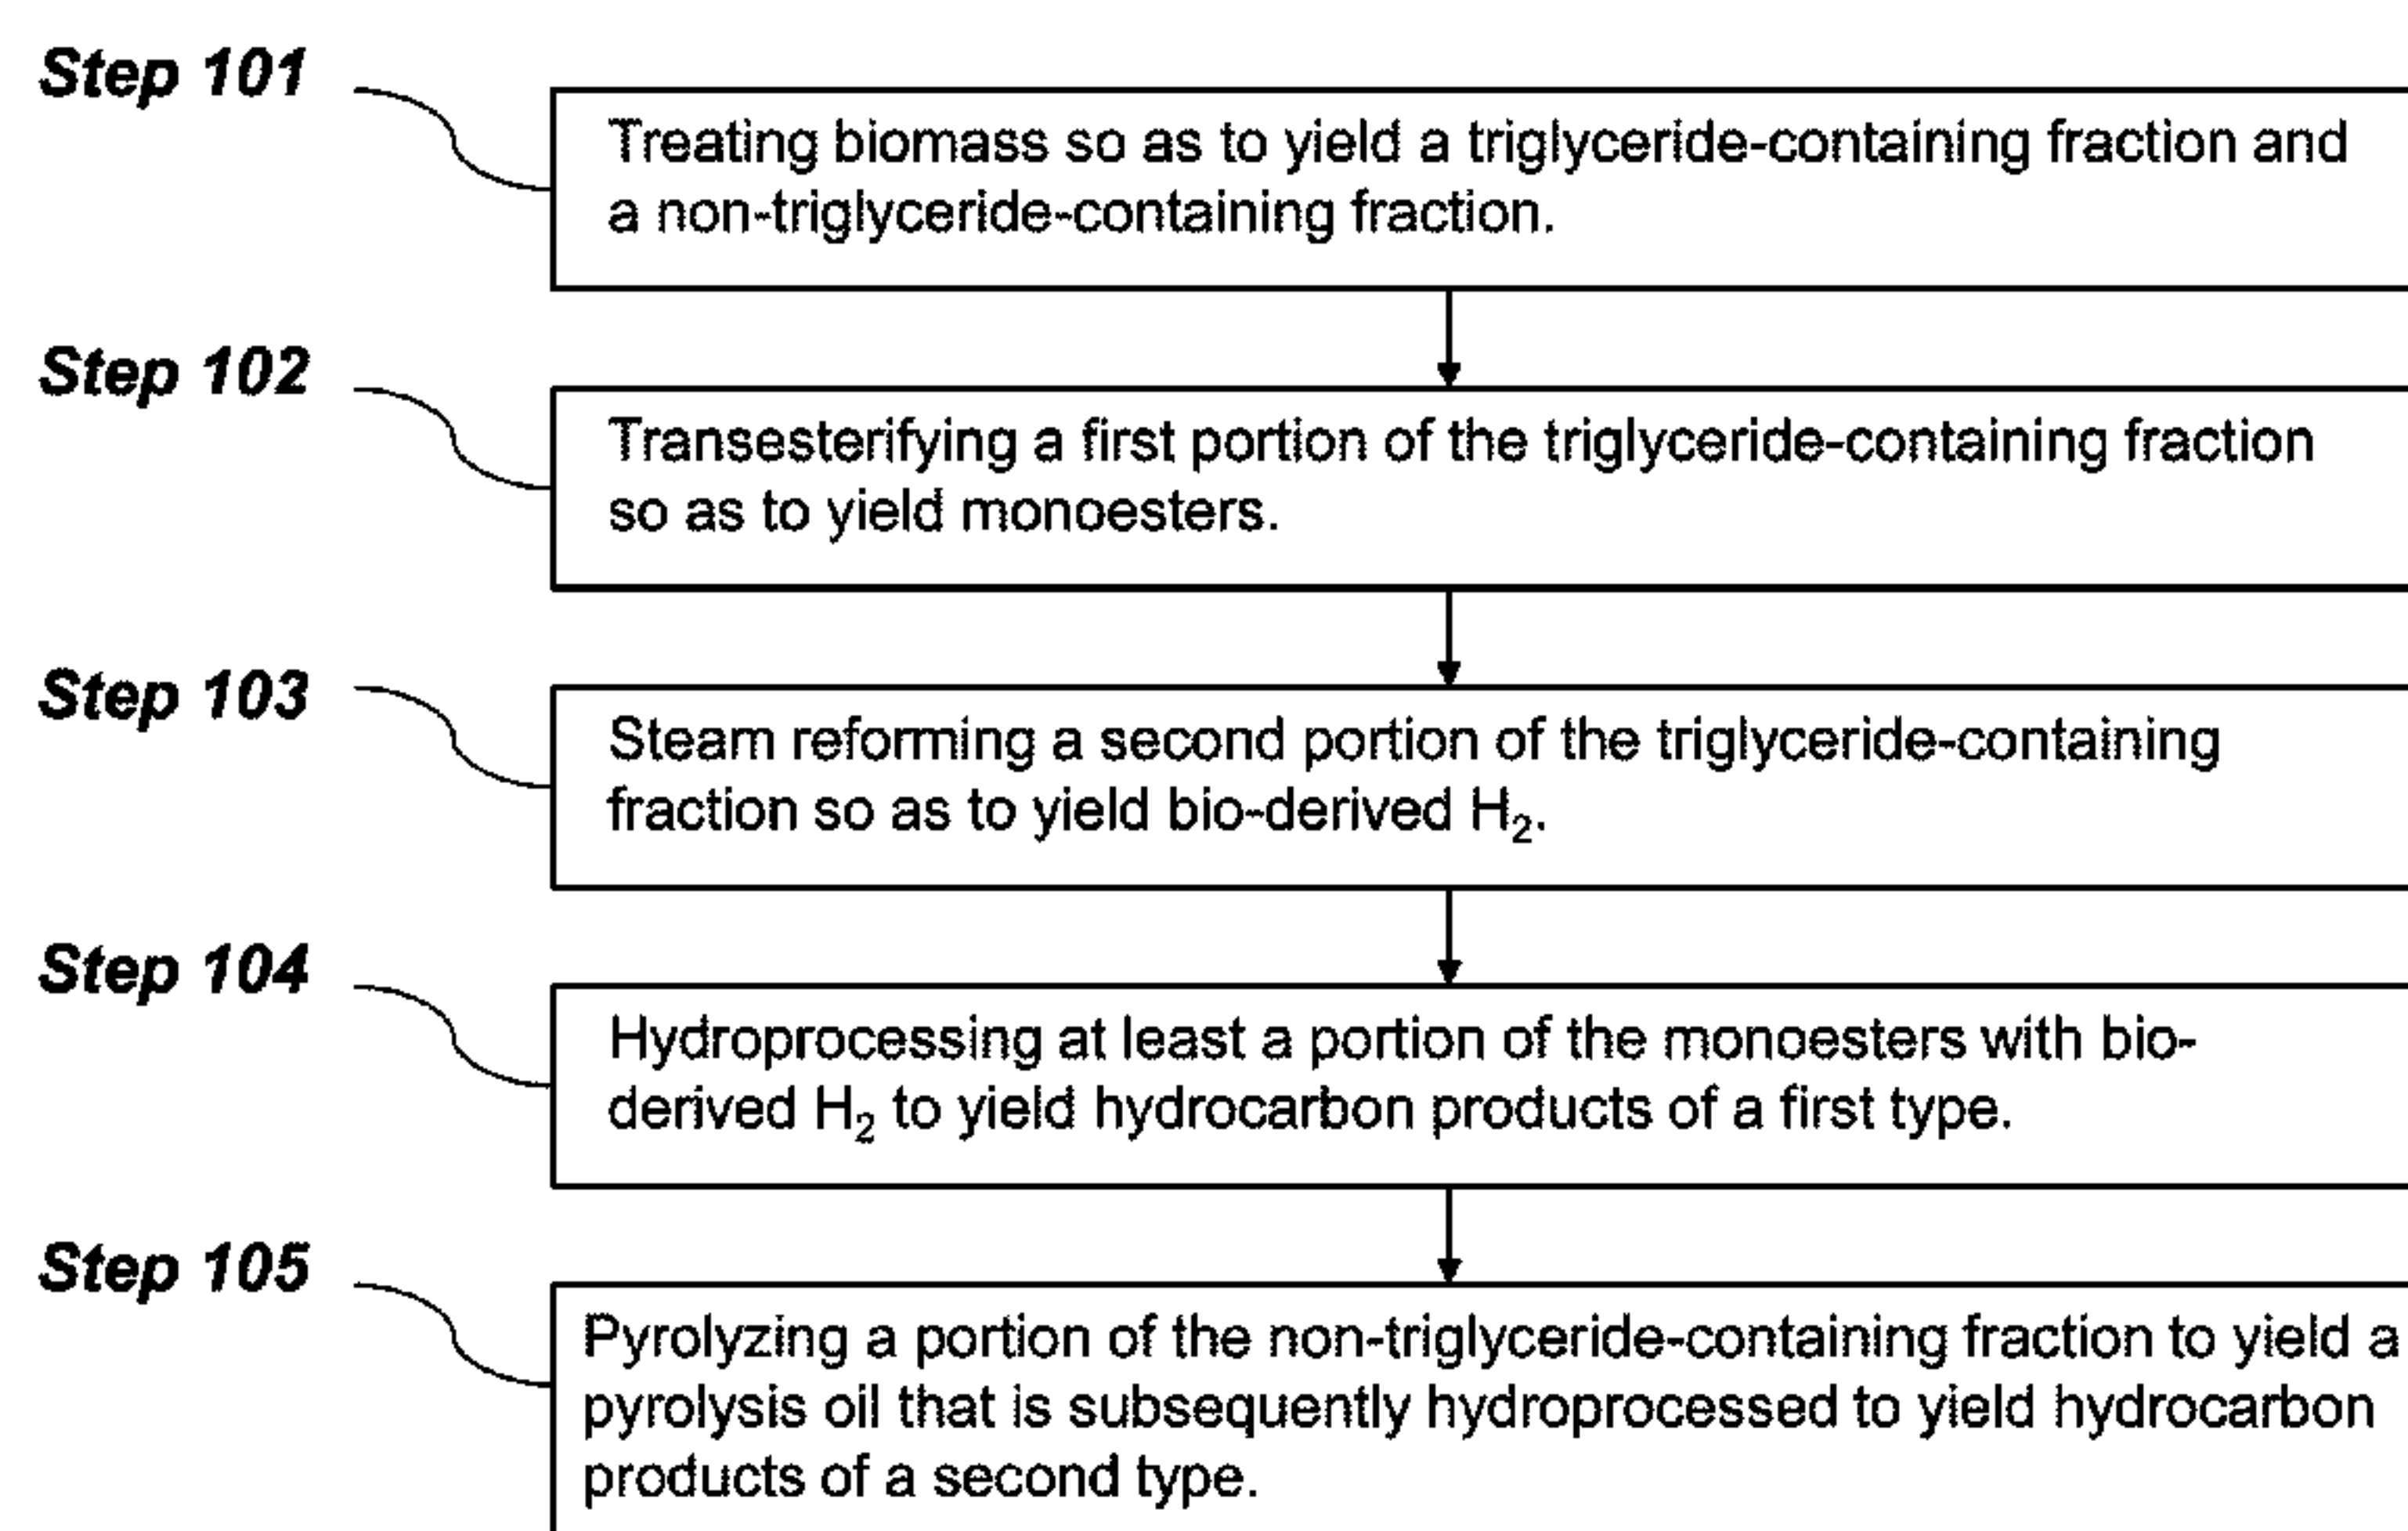 Step 101
Treating biomass so as to yield a triglyceride-containing fraction and
a non-triglyceride-containing fraction.
Step 102
Transesterifying a first portion of the triglyceride-containing fraction
so as to yield monoesters.
Step 103
Steam reforming a second portion of the triglyceride-containing
fraction so as to yield bio-derived H₂.
Step 104
Hydroprocessing at least a portion of the monoesters with bio-
derived H₂ to yield hydrocarbon products of a first type.
Step 105
Pyrolyzing a portion of the non-triglyceride-containing fraction to yield a
pyrolysis oil that is subsequently hydroprocessed to yield hydrocarbon
products of a second type.